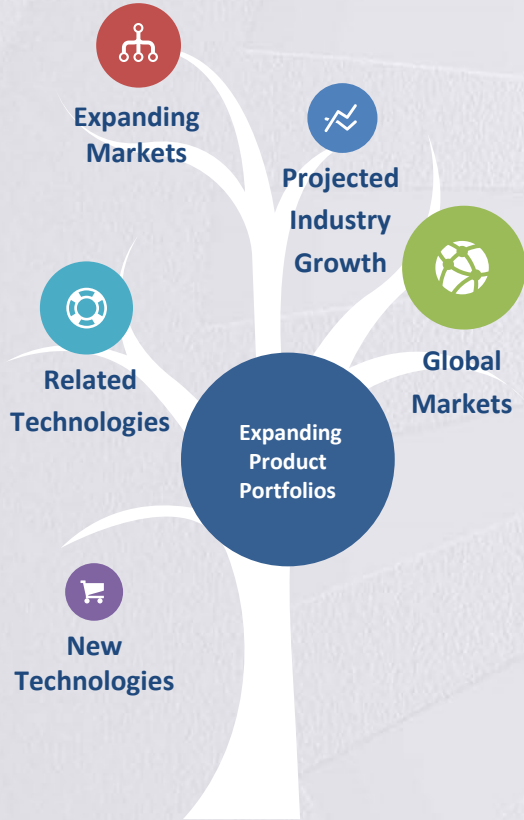 Expanding
Markets
Projected
Industry
Growth
Global
Markets
Related
Technologies
Expanding
Product
Portfolios
New
Technologies